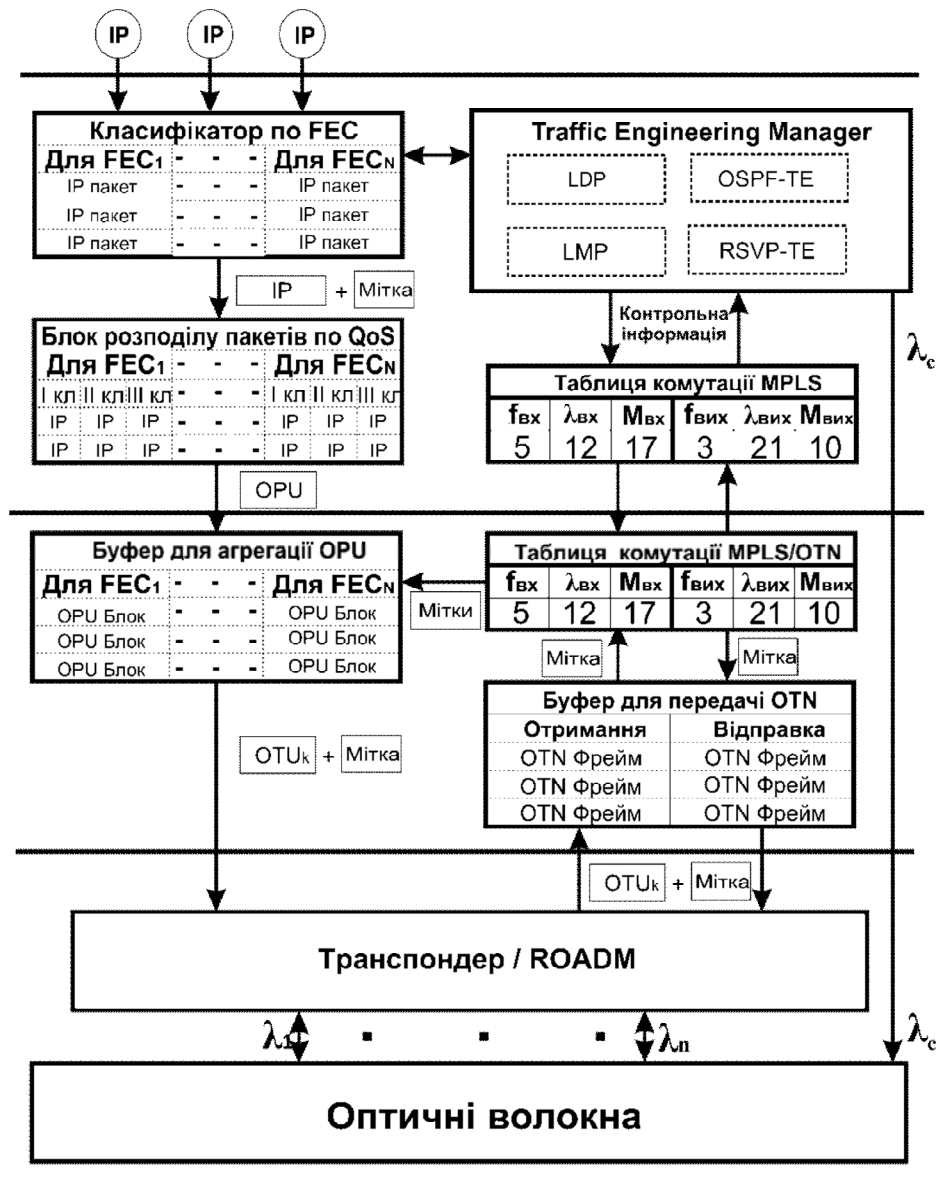 IP IP IP
Класифікатор по FEC
Для FEC1 - - - Для FECN
IP пакет - - - IP пакет
IP пакет - - - IP пакет
IP пакет - - - IP пакет
Traffic Engineering Manager
LDP OSPF-TE
LMP RSVP-TE
IP + Мітка
Контрольна
інформація
λc
Блок розподілу пакетів по QoS
Для FEC1 - - - Для FECN
I кл II кл III кл - - - I кл II кл III кл
IP IP IP - - - IP IP IP
IP IP IP - - - IP IP IP
Таблиця комутації MPLS
fвх λвх Мвх fвих λвих Мвих
5 12 17 3 21 10
OPU
Буфер для агрегації OPU
Для FEC1 - - - Для FECN
OPU Блок - - - OPU Блок
OPU Блок - - - OPU Блок
OPU Блок - - - OPU Блок
Таблиця комутації MPLS/OTN
fвх λвх Мвх fвих λвих Мвих
5 12 17 3 21 10
Мітки
Мітка Мітка
Буфер для передачі OTN
Отримання Відправка
OTN Фрейм OTN Фрейм
OTN Фрейм OTN Фрейм
OTN Фрейм OTN Фрейм
OTUk + Мітка
OTUk + Мітка
Транспондер / ROADM
λ1 . . . λn λc
Оптичні волокна